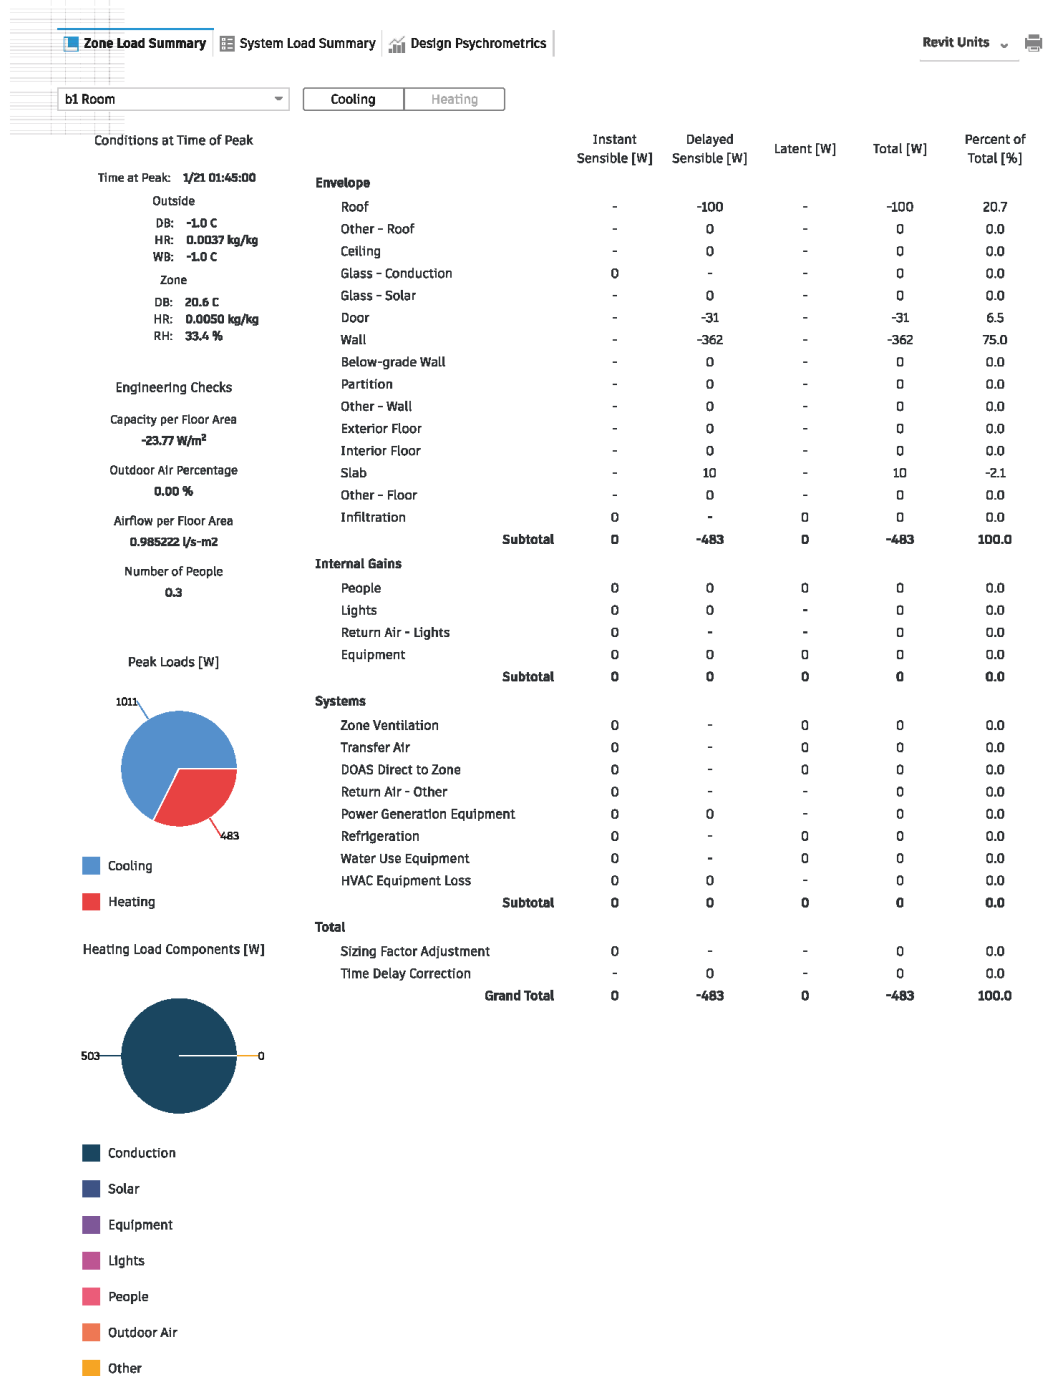 Zone Load Summary System Load Summary Design Psychrometrics Revit Units
b1 Room Cooling Heating
Conditions at Time of Peak
Time at Peak: 1/21 01:45:00
Outside
DB: -1.0 C
HR: 0.0037 kg/kg
WB: -1.0 C
Zone
DB: 20.6 C
HR: 0.0050 kg/kg
RH: 33.4 %
Engineering Checks
Capacity per Floor Area
-23.77 W/m²
Outdoor Air Percentage
0.00 %
Airflow per Floor Area
0.985222 l/s-m2
Number of People
0.3
Peak Loads [W]
1011
483
Cooling
Heating
Heating Load Components [W]
503 0
Conduction
Solar
Equipment
Lights
People
Outdoor Air
Other
Instant Sensible [W] Delayed Sensible [W] Latent [W] Total [W] Percent of Total [%]
Envelope
Roof - -100 - -100 20.7
Other - Roof - 0 - 0 0.0
Ceiling - 0 - 0 0.0
Glass - Conduction 0 - - 0 0.0
Glass - Solar - 0 - 0 0.0
Door - -31 - -31 6.5
Wall - -362 - -362 75.0
Below-grade Wall - 0 - 0 0.0
Partition - 0 - 0 0.0
Other - Wall - 0 - 0 0.0
Exterior Floor - 0 - 0 0.0
Interior Floor - 0 - 0 0.0
Slab - 10 - 10 -2.1
Other - Floor - 0 - 0 0.0
Infiltration 0 - 0 0 0.0
Subtotal 0 -483 0 -483 100.0
Internal Gains
People 0 0 0 0 0.0
Lights 0 0 - 0 0.0
Return Air - Lights 0 - - 0 0.0
Equipment 0 0 0 0 0.0
Subtotal 0 0 0 0 0.0
Systems
Zone Ventilation 0 - 0 0 0.0
Transfer Air 0 - 0 0 0.0
DOAS Direct to Zone 0 - 0 0 0.0
Return Air - Other 0 - - 0 0.0
Power Generation Equipment 0 0 - 0 0.0
Refrigeration 0 - 0 0 0.0
Water Use Equipment 0 - 0 0 0.0
HVAC Equipment Loss 0 0 - 0 0.0
Subtotal 0 0 0 0 0.0
Total
Sizing Factor Adjustment 0 - - 0 0.0
Time Delay Correction - 0 - 0 0.0
Grand Total 0 -483 0 -483 100.0